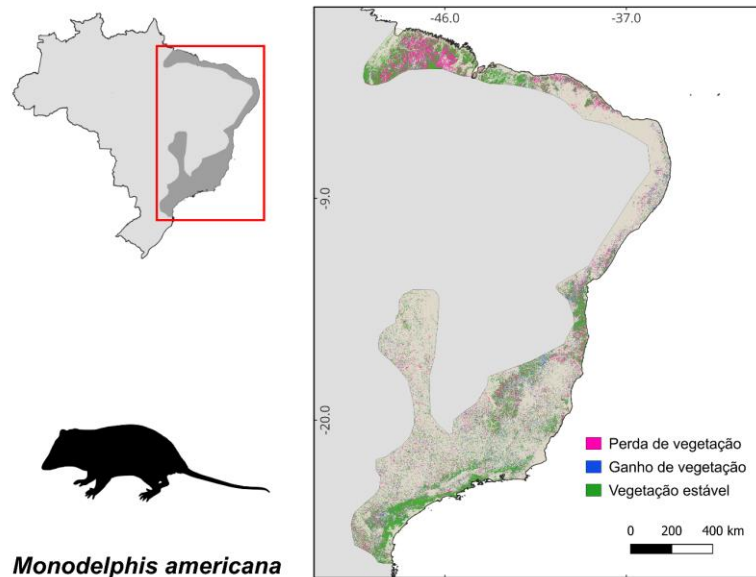 -46.0
-37.0
-9.0
-20.0
Perda de vegetação
Ganho de vegetação
Vegetação estável
0 200 400 km
Monodelphis americana